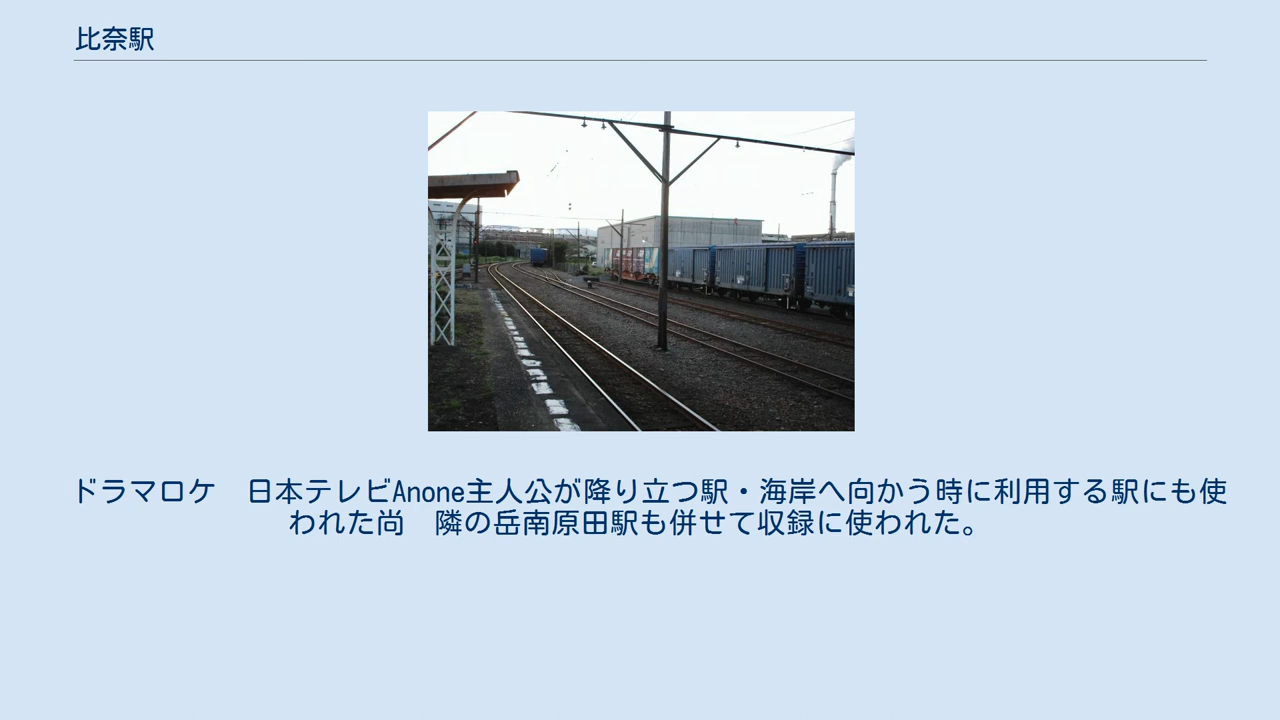 比奈駅
ドラマロケ　日本テレビAnone主人公が降り立つ駅・海岸へ向かう時に利用する駅にも使
われた尚　隣の岳南原田駅も併せて収録に使われた。